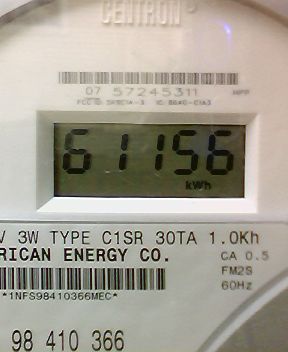 CENTRON
07 57245311
61156
kWh
V 3W TYPE C1SR 30TA 1.0Kh
RICAN ENERGY CO. CA 0.5
FM2S
*1NFS98410366MEC* 60Hz
98 410 366